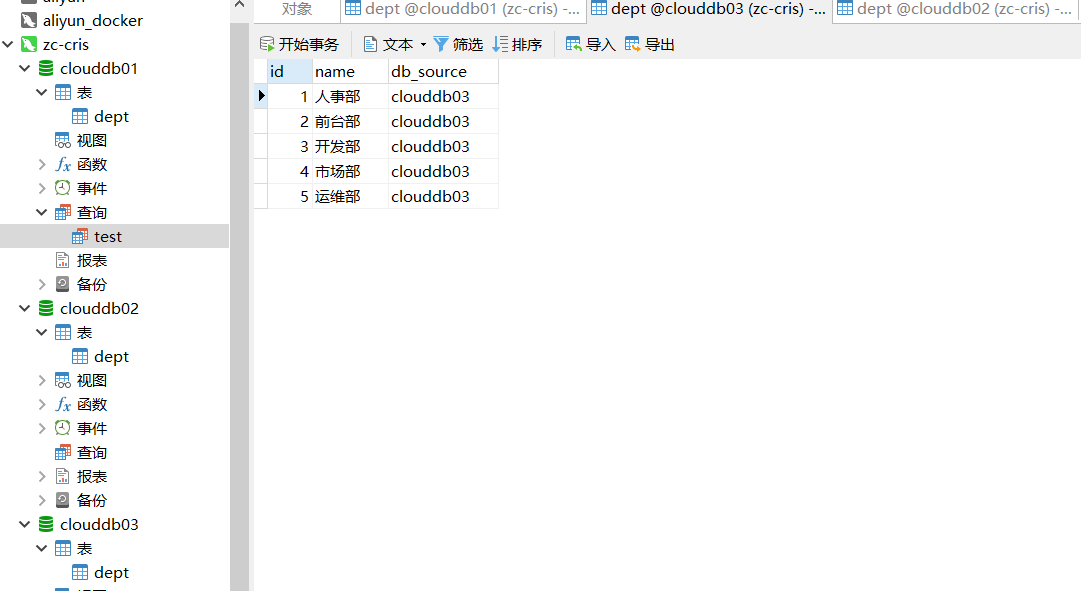 aliyun
aliyun_docker
zc-cris
clouddb01
表
dept
视图
函数
事件
查询
test
报表
备份
clouddb02
表
dept
视图
函数
事件
查询
报表
备份
clouddb03
表
dept
对象 dept @clouddb01 (zc-cris) -... dept @clouddb03 (zc-cris) -... dept @clouddb02 (zc-cris) -...
开始事务 文本 筛选 排序 导入 导出
id name db_source
1 人事部 clouddb03
2 前台部 clouddb03
3 开发部 clouddb03
4 市场部 clouddb03
5 运维部 clouddb03